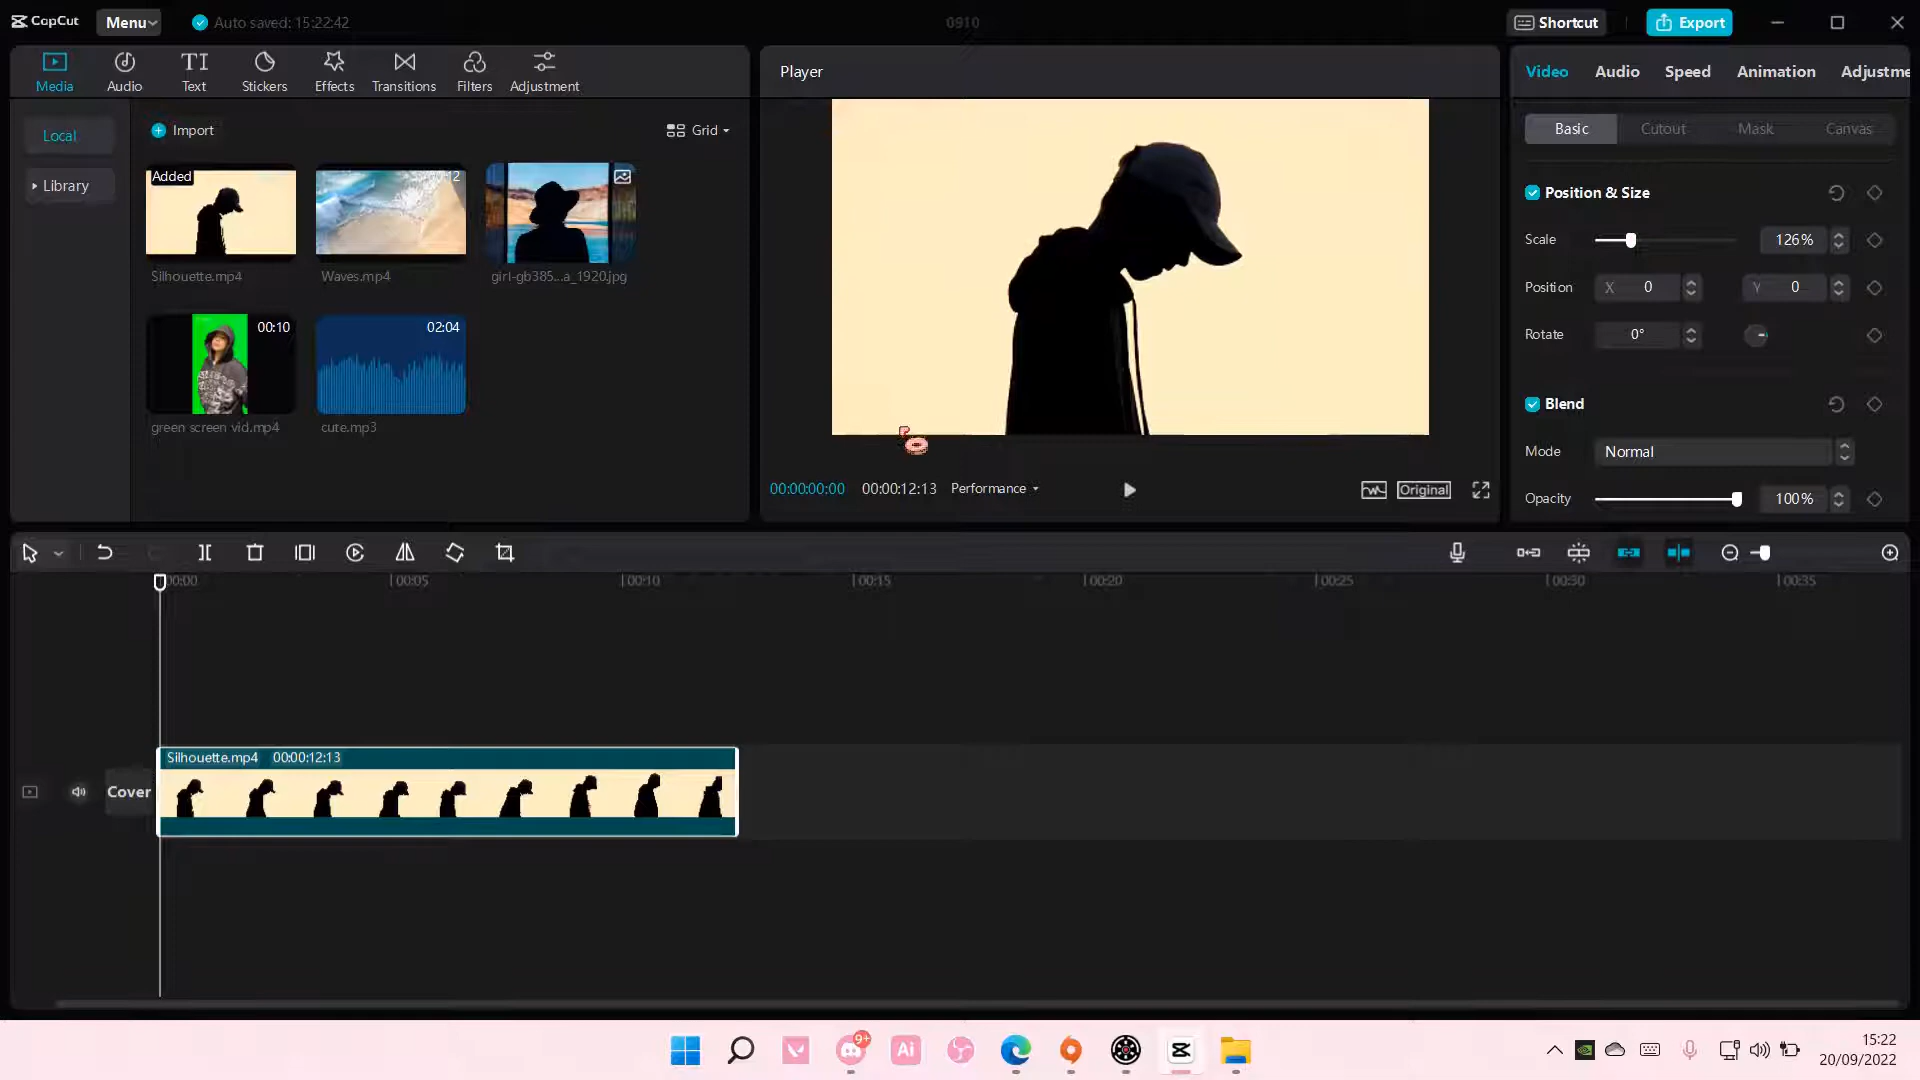 CapCut
Menu
Auto saved: 15:22:42
0910
Shortcut
Export
Media
Audio
Text
Stickers
Effects
Transitions
Filters
Adjustment
Player
Video
Audio
Speed
Animation
Adjustme
Local
Library
Import
Grid
Basic
Cutout
Mask
Canvas
Added
Silhouette.mp4
Waves.mp4
girl-gb385...a_1920.jpg
00:10
02:04
green screen vid.mp4
cute.mp3
Position & Size
Scale
126%
Position
X 0
Y 0
Rotate
0°
Blend
Mode
Normal
Opacity
100%
00:00:00:00
00:00:12:13
Performance
Original
00:00
00:05
00:10
00:15
00:20
00:25
00:30
00:35
Silhouette.mp4 00:00:12:13
Cover
9+
Ai
15:22
20/09/2022